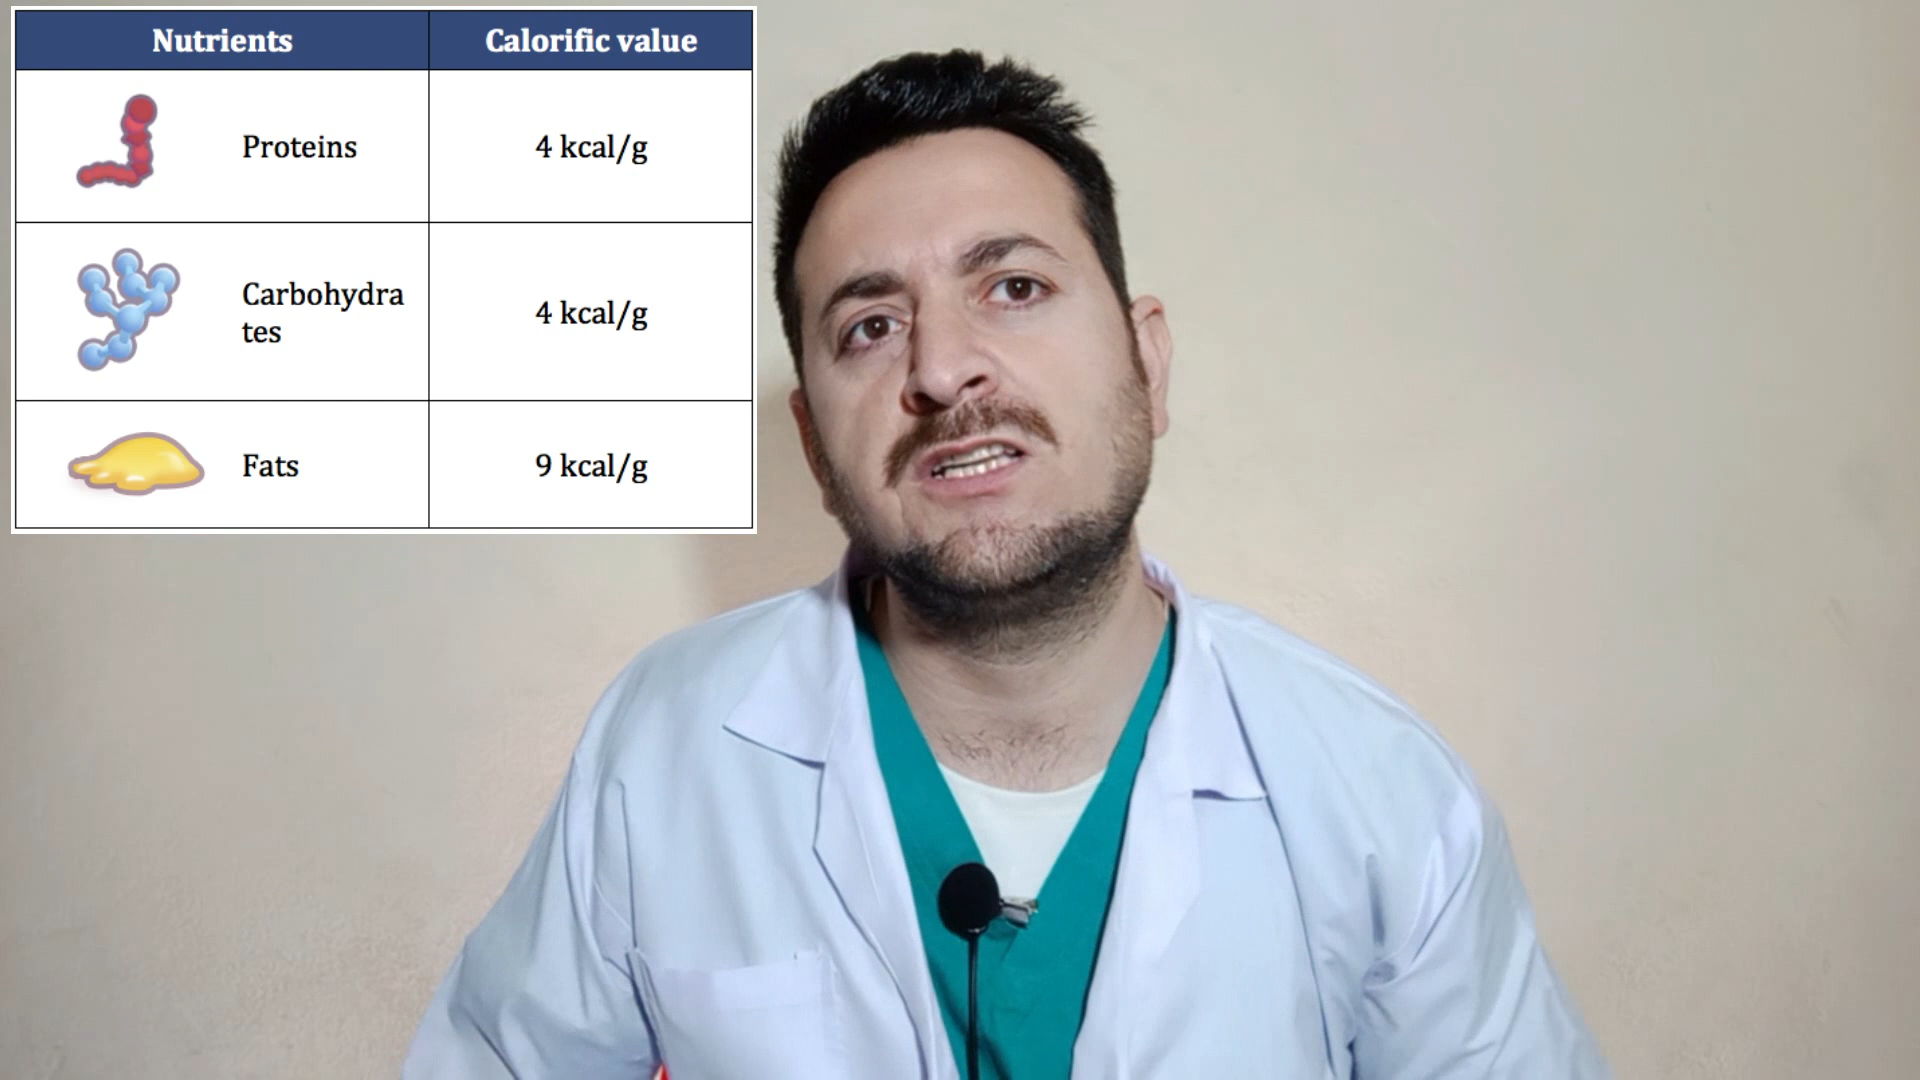 Nutrients Calorific value
Proteins 4 kcal/g
Carbohydra
tes
4 kcal/g
Fats 9 kcal/g